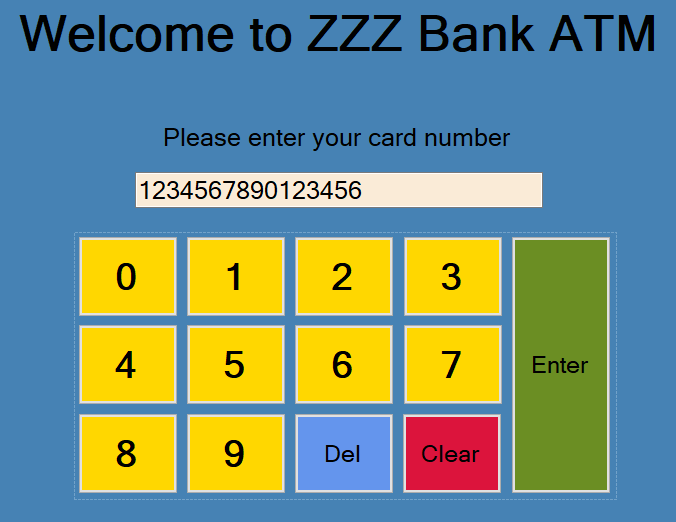 Welcome to ZZZ Bank ATM
Please enter your card number
1234567890123456
0 1 2 3
4 5 6 7 Enter
8 9 Del Clear